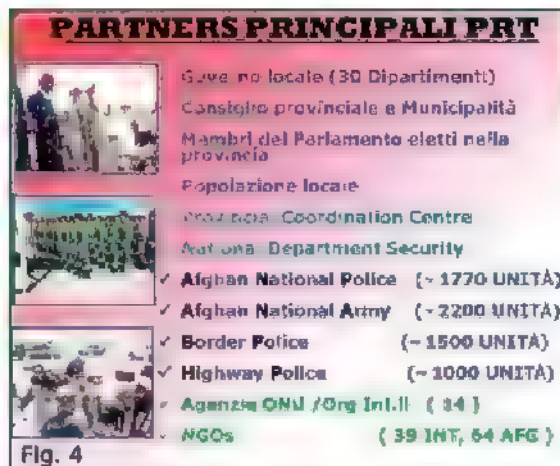 PARTNERS PRINCIPALI PRT
Governo locale (30 Dipartimenti)
Consiglio provinciale e Municipalità
Membri del Parlamento eletti nella
provincia
Popolazione locale
Provincial Coordination Centre
National Department Security
✓ Afghan National Police (~ 1770 UNITÀ)
✓ Afghan National Army (~ 2200 UNITÀ)
✓ Border Police (~ 1500 UNITÀ)
✓ Highway Police (~ 1000 UNITÀ)
✓ Agenzie ONU /Org Int.li ( 14 )
✓ NGOs ( 39 INT, 64 AFG )
Fig. 4